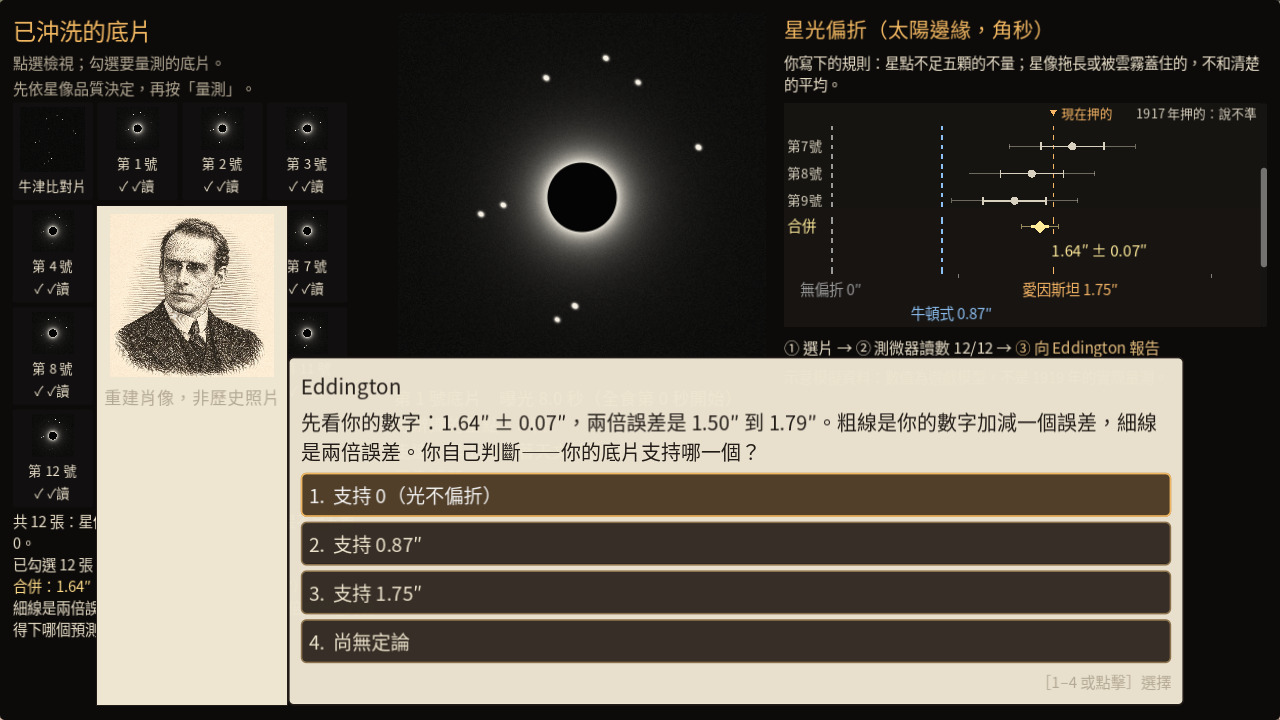 已沖洗的底片
點選檢視；勾選要量測的底片。
先依星像品質決定，再按「量測」。
牛津比對片
第 1 號
✓✓讀
第 2 號
✓✓讀
第 3 號
✓✓讀
第 4 號
✓✓讀
第 7 號
✓✓讀
第 8 號
✓✓讀
第 12 號
✓✓讀
共 12 張：星
0。
已勾選 12 張
合併：1.64″
細線是兩倍誤
得下哪個預測
重建肖像，非歷史照片
星光偏折（太陽邊緣，角秒）
你寫下的規則：星點不足五顆的不量；星像拖長或被雲霧蓋住的，不和清楚
的平均。
現在押的
1917 年押的：說不準
第7號
第8號
第9號
合併
1.64″ ± 0.07″
無偏折 0″
愛因斯坦 1.75″
牛頓式 0.87″
① 選片 → ② 測微器讀數 12/12 → ③ 向 Eddington 報告
Eddington
先看你的數字：1.64″ ± 0.07″，兩倍誤差是 1.50″ 到 1.79″。粗線是你的數字加減一個誤差，細線
是兩倍誤差。你自己判斷——你的底片支持哪一個？
1. 支持 0（光不偏折）
2. 支持 0.87″
3. 支持 1.75″
4. 尚無定論
［1–4 或點擊］選擇